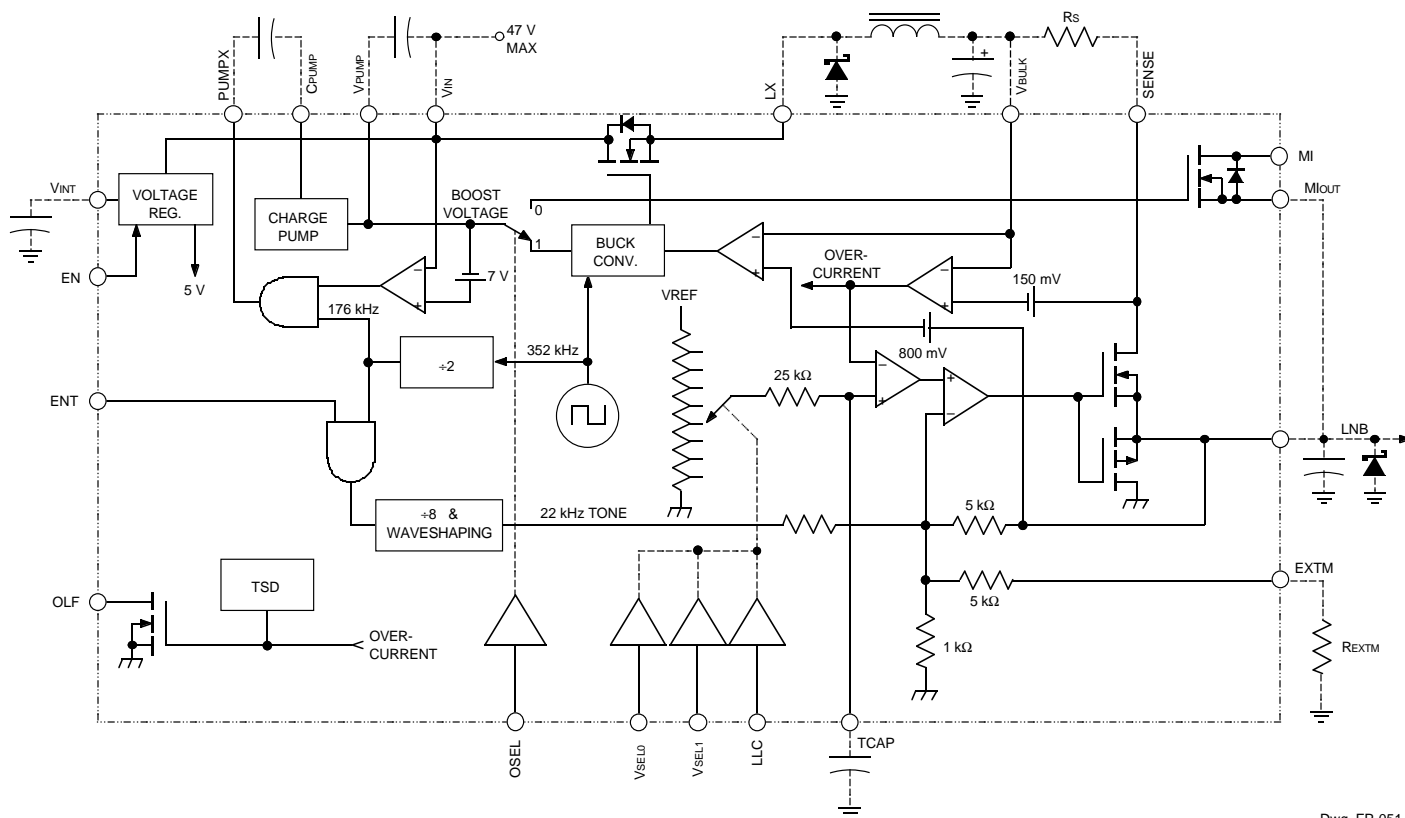 47 V
MAX
PUMPX
CPUMP
VPUMP
VIN
LX
VBULK
RS
SENSE
MI
MIOUT
VINT
VOLTAGE
REG.
CHARGE
PUMP
BOOST
VOLTAGE
0
1
BUCK
CONV.
–
+
OVER-
CURRENT
–
+
150 mV
EN
5 V
–
+
7 V
176 kHz
VREF
÷2
352 kHz
800 mV
25 kΩ
–
+
+
–
ENT
LNB
÷8 &
WAVESHAPING
22 kHz TONE
5 kΩ
EXTM
5 kΩ
TSD
OLF
OVER-
CURRENT
1 kΩ
REXTM
OSEL
VSEL0
VSEL1
LLC
TCAP
+